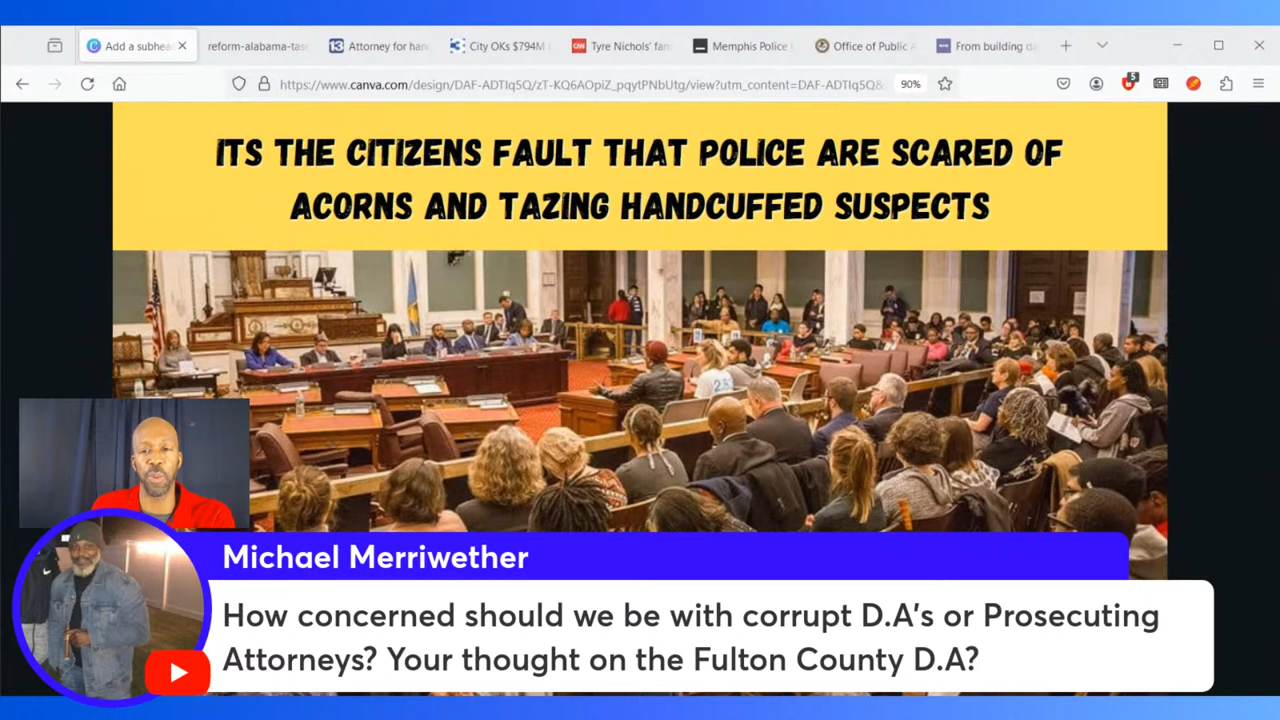 Add a subhea
reform-alabama-tase
13 Attorney for han
City OKs $794M
CNN Tyre Nichols' fan
Memphis Police
Office of Public A
From building da
https://www.canva.com/design/DAF-ADTIq5Q/zT-KQ6AOpiZ_pqytPNbUtg/view?utm_content=DAF-ADTIq5Q&
90%
5
ITS THE CITIZENS FAULT THAT POLICE ARE SCARED OF
ACORNS AND TAZING HANDCUFFED SUSPECTS
Michael Merriwether
How concerned should we be with corrupt D.A's or Prosecuting
Attorneys? Your thought on the Fulton County D.A?